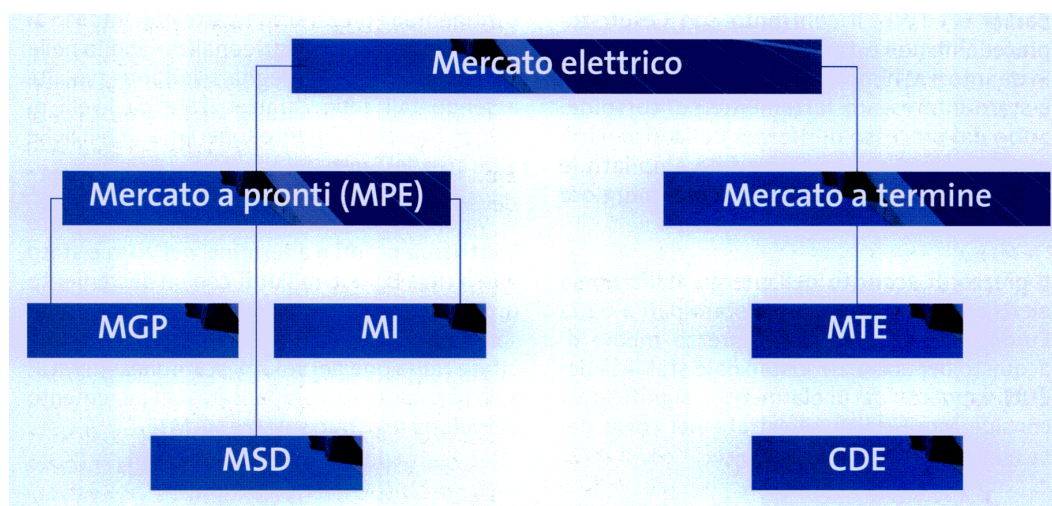 Mercato elettrico
Mercato a pronti (MPE)
Mercato a termine
MGP
MI
MTE
MSD
CDE